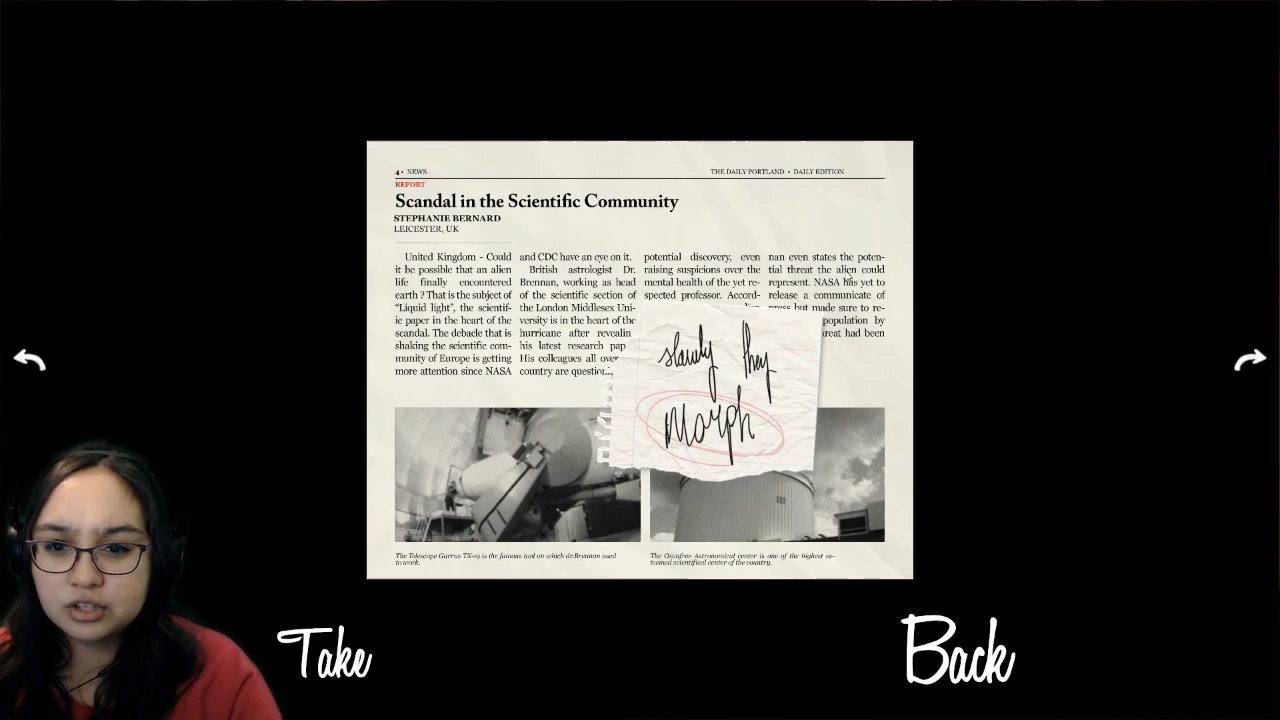 4 • NEWS
THE DAILY PORTLAND • DAILY EDITION
REPORT
Scandal in the Scientific Community
STEPHANIE BERNARD
LEICESTER, UK
United Kingdom - Could
it be possible that an alien
life finally encountered
earth ? That is the subject of
"Liquid light", the scientif-
ic paper in the heart of the
scandal. The debacle that is
shaking the scientific com-
munity of Europe is getting
more attention since NASA
and CDC have an eye on it.
British astrologist Dr.
Brennan, working as head
of the scientific section of
the London Middlesex Uni-
versity is in the heart of the
hurricane after revealin
his latest research pap
His colleagues all over
country are question
potential discovery, even
raising suspicions over the
mental health of the yet re-
spected professor. Accord-
nan even states the poten-
tial threat the alien could
represent. NASA has yet to
release a communicate of
press but made sure to re-
population by
reat had been
slowly they
Morph
The Telescope Garrus TX-19 is the famous tool on which dr.Brennan used
to work.
The Ownfree Astronomical center is one of the highest es-
teemed scientifical center of the country.
Take
Back